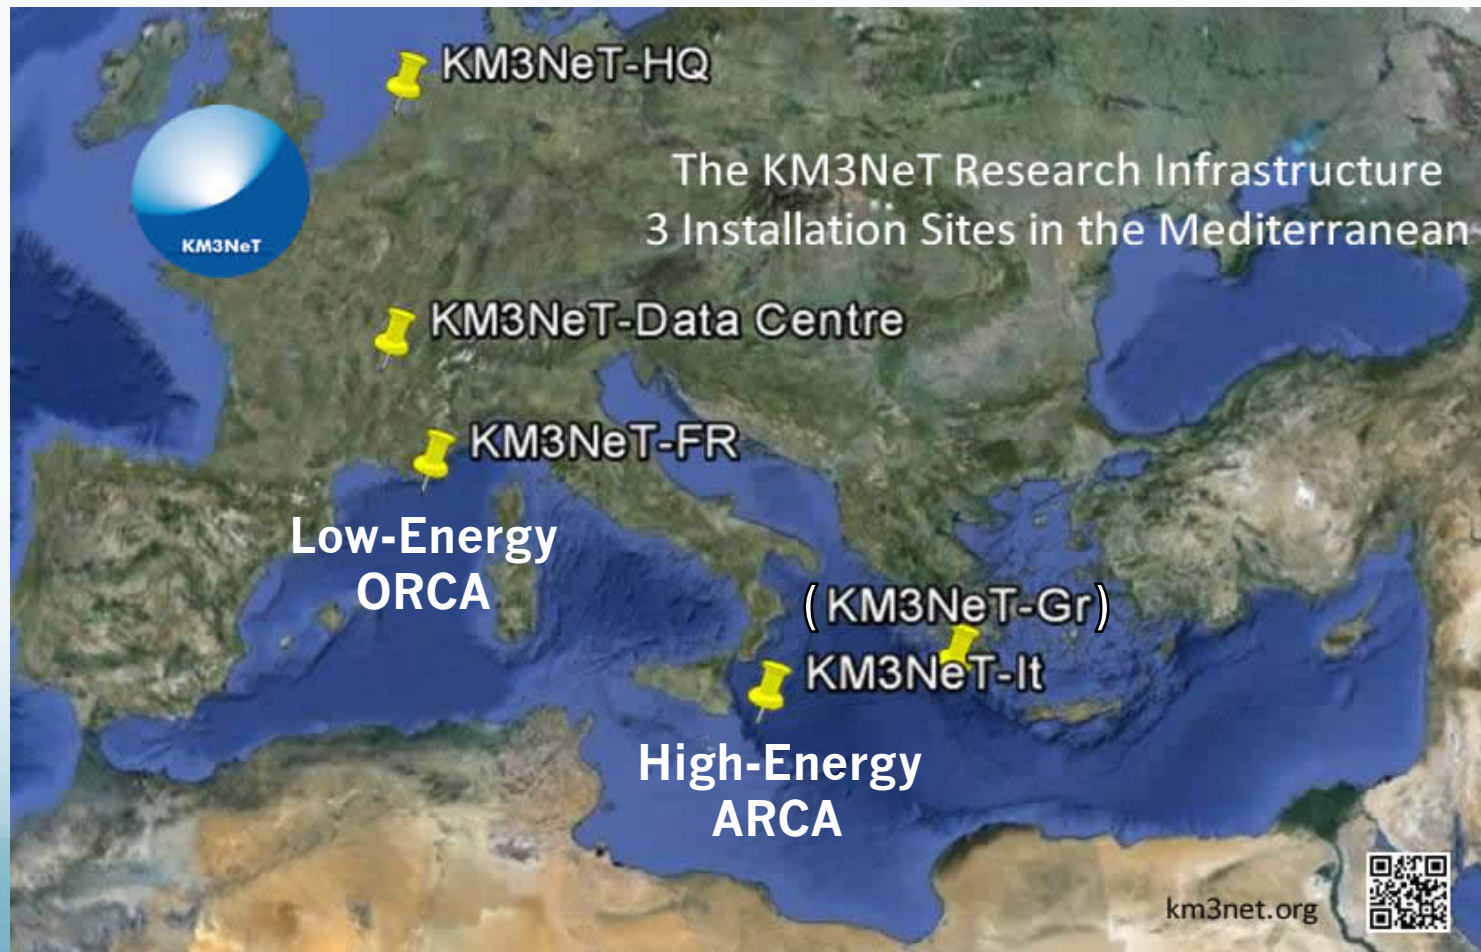 KM3NeT-HQ
The KM3NeT Research Infrastructure
3 Installation Sites in the Mediterranean
KM3NeT
KM3NeT-Data Centre
KM3NeT-FR
Low-Energy
ORCA
(KM3NeT-Gr)
KM3NeT-It
High-Energy
ARCA
km3net.org